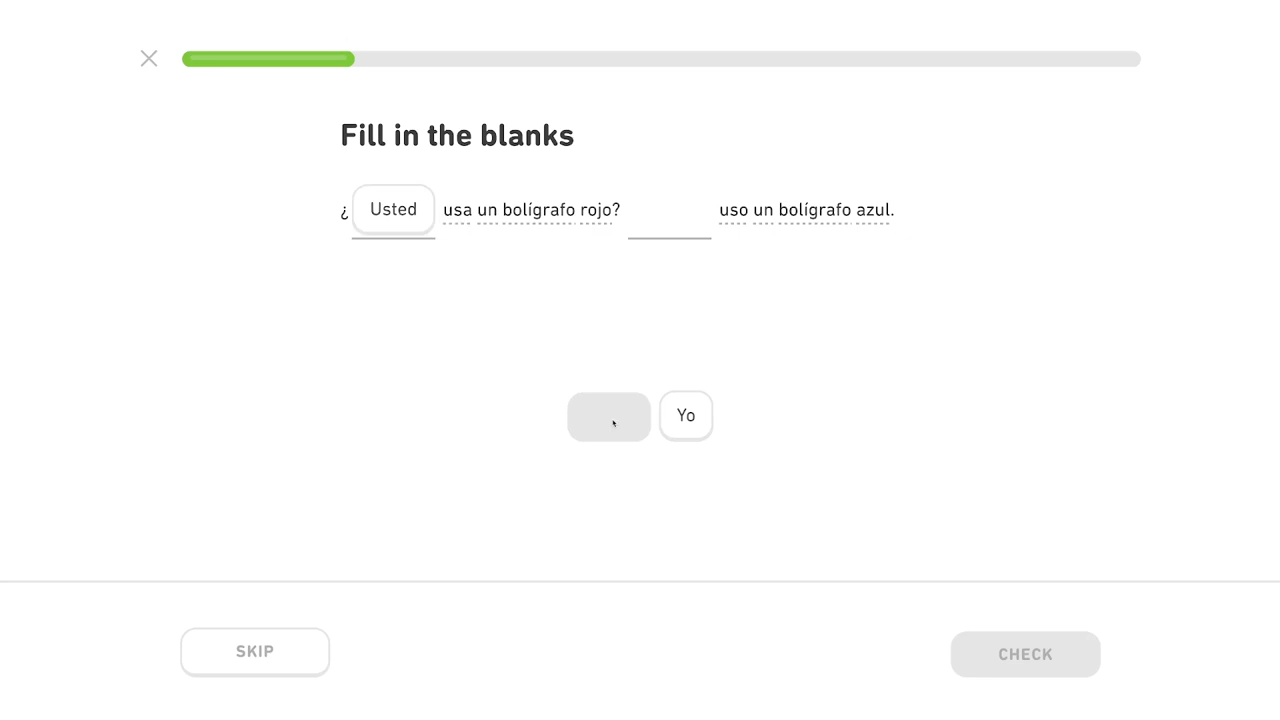 Fill in the blanks
¿ Usted usa un bolígrafo rojo? uso un bolígrafo azul.
Yo
SKIP CHECK